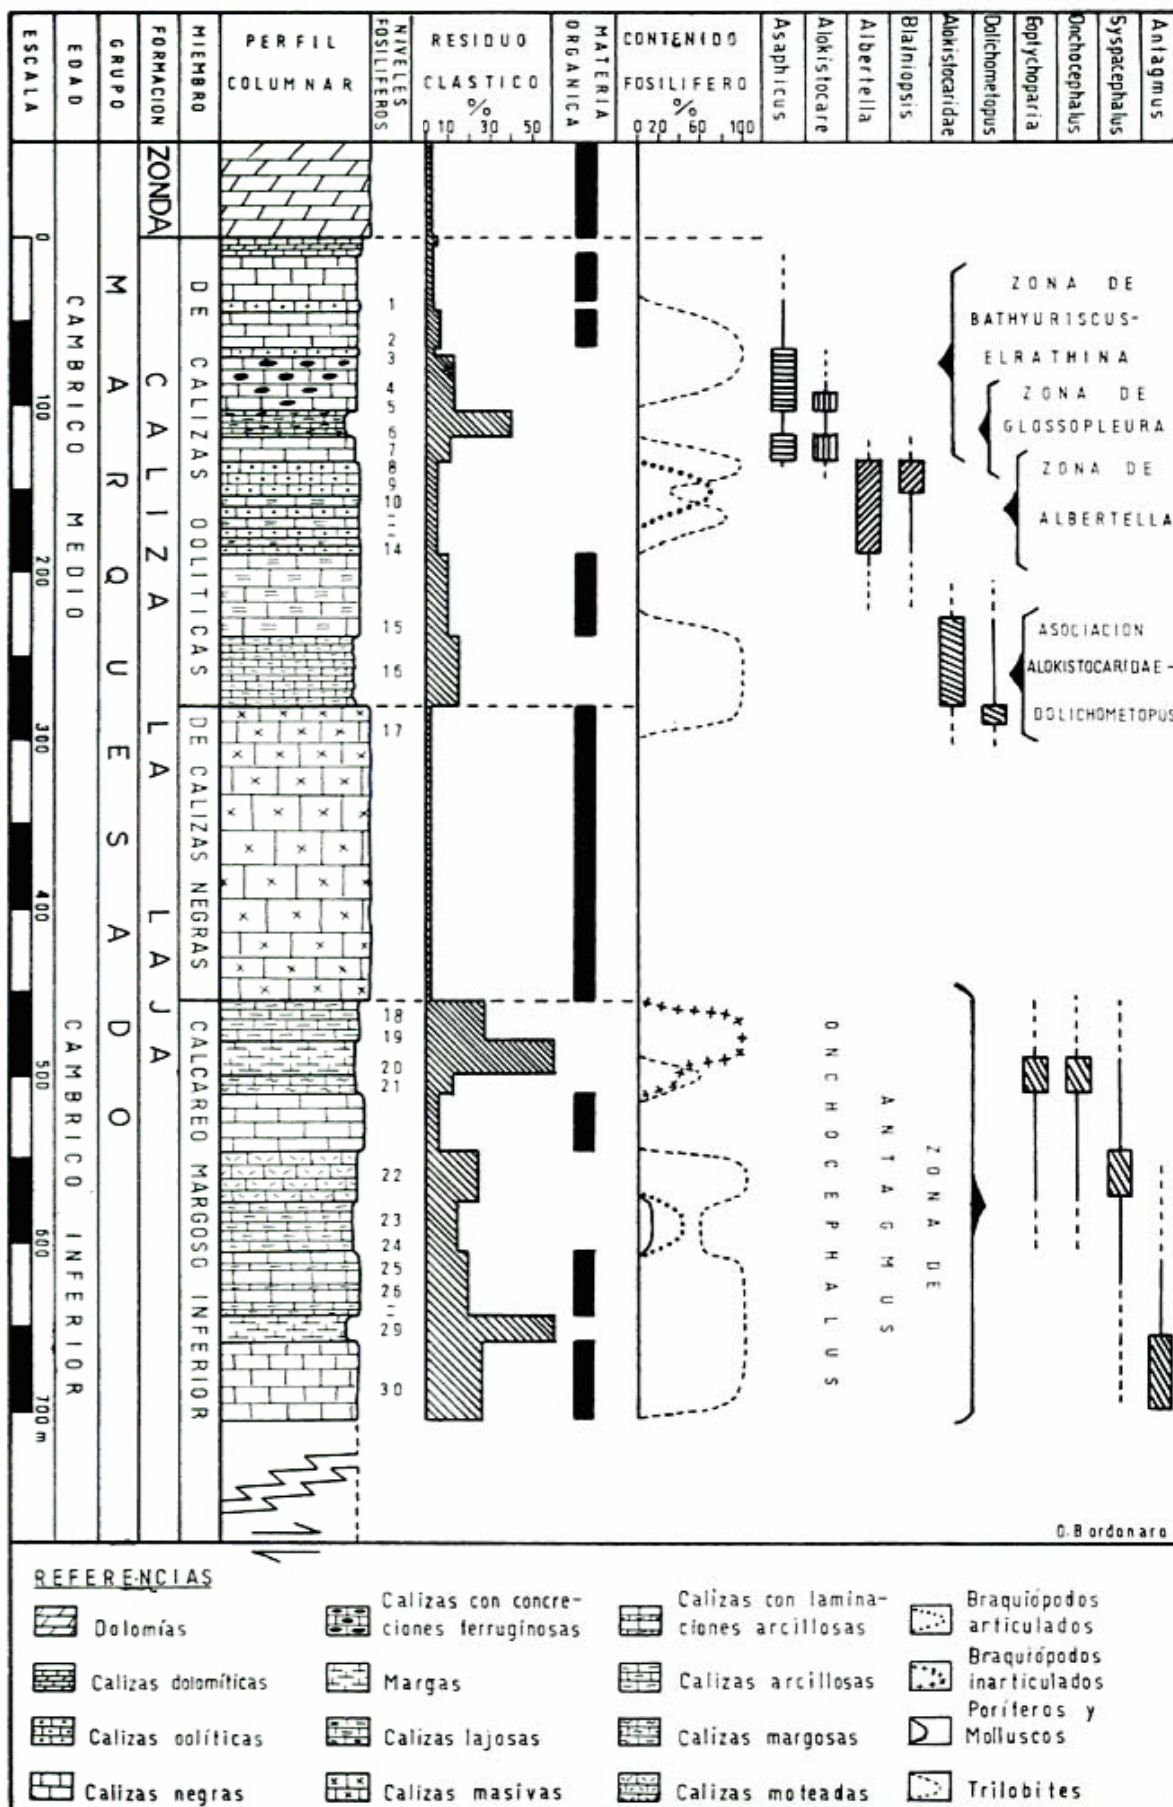 ESCALA
EDAD
GRUPO
FORMACION
MIEMBRO
PERFIL
COLUMNAR
NIVELES
FOSILIFEROS
RESIDUO
CLASTICO
%
0 10 50
MATERIA
ORGANICA
CONTENIDO
FOSILIFERO
%
0 20 60 100
Asaphicus
Alokistocare
Albertella
Blainiopsis
Alokistocaridae
Dolichometopus
Eoptychoparia
Onchocephalus
Syspacephalus
Antagmus
0
100
200
300
400
500
600
700 m
CAMBRICO MEDIO
CAMBRICO INFERIOR
MARQUESADO
ZONDA
CALIZA LA LAJA
DE CALIZAS OOLITICAS
DE CALIZAS NEGRAS
CALCAREO MARGOSO INFERIOR
1
2
3
4
5
6
7
8
9
10
14
15
16
17
18
19
20
21
22
23
24
25
26
29
30
ZONA DE
BATHYURISCUS-
ELRATHINA
ZONA DE
GLOSSOPLEURA
ZONA DE
ALBERTELLA
ASOCIACION
ALOKISTOCARIDAE-
DOLICHOMETOPUS
ZONA DE
ANTAGMUS
ONCHOCEPHALUS
O. Bordonaro
REFERENCIAS
Dolomías
Calizas dolomíticas
Calizas oolíticas
Calizas negras
Calizas con concre-
ciones ferruginosas
Margas
Calizas lajosas
Calizas masivas
Calizas con lamina-
ciones arcillosas
Calizas arcillosas
Calizas margosas
Calizas moteadas
Braquiópodos
articulados
Braquiópodos
inarticulados
Poríferos y
Molluscos
Trilobites